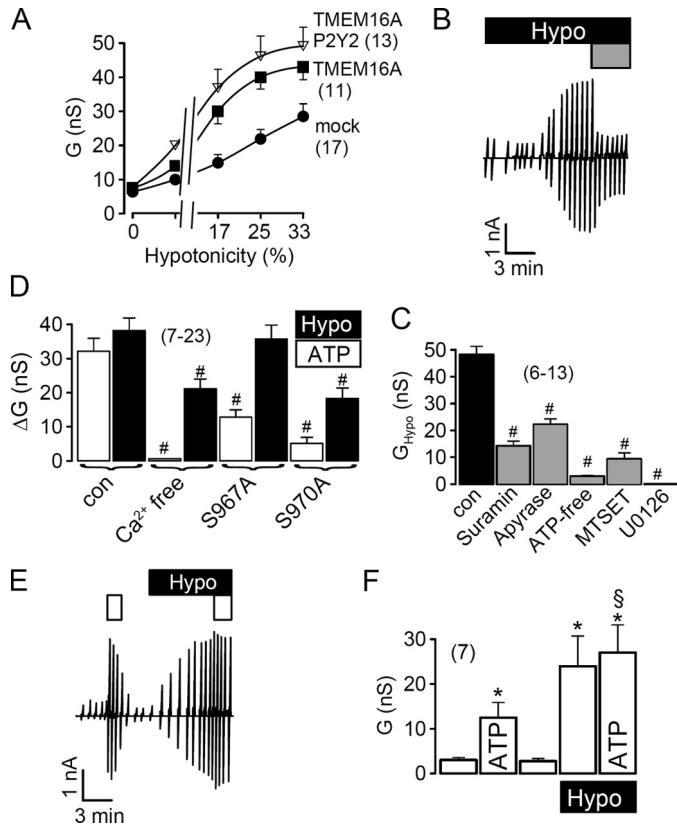 A
TMEM16A
P2Y2 (13)
TMEM16A
(11)
mock
(17)
G (nS)
50
40
30
20
10
0
0
17
25
33
Hypotonicity (%)
B
Hypo
1 nA
3 min
D
ΔG (nS)
40
30
20
10
0
(7-23)
Hypo
ATP
#
#
#
#
#
con
Ca²⁺ free
S967A
S970A
C
G_Hypo (nS)
50
40
30
20
10
0
(6-13)
#
#
#
#
#
con
Suramin
Apyrase
ATP-free
MTSET
U0126
E
Hypo
1 nA
3 min
F
G (nS)
30
20
10
0
(7)
*
*
§
*
ATP
ATP
Hypo